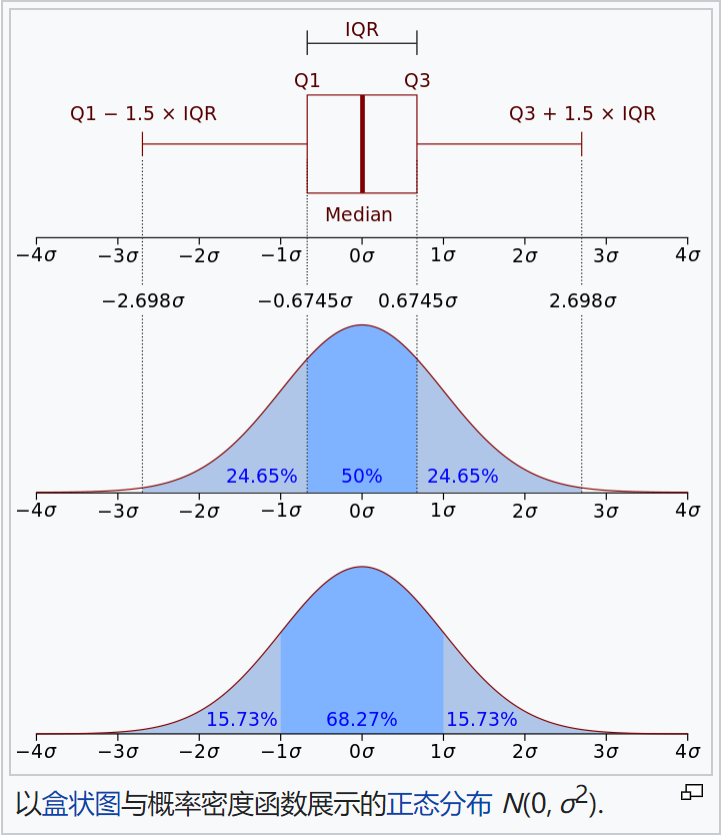 IQR
Q1 Q3
Q1 − 1.5 × IQR Q3 + 1.5 × IQR
Median
−4σ −3σ −2σ −1σ 0σ 1σ 2σ 3σ 4σ
−2.698σ −0.6745σ 0.6745σ 2.698σ
24.65% 50% 24.65%
−4σ −3σ −2σ −1σ 0σ 1σ 2σ 3σ 4σ
15.73% 68.27% 15.73%
−4σ −3σ −2σ −1σ 0σ 1σ 2σ 3σ 4σ
以盒状图与概率密度函数展示的正态分布 N(0, σ²).